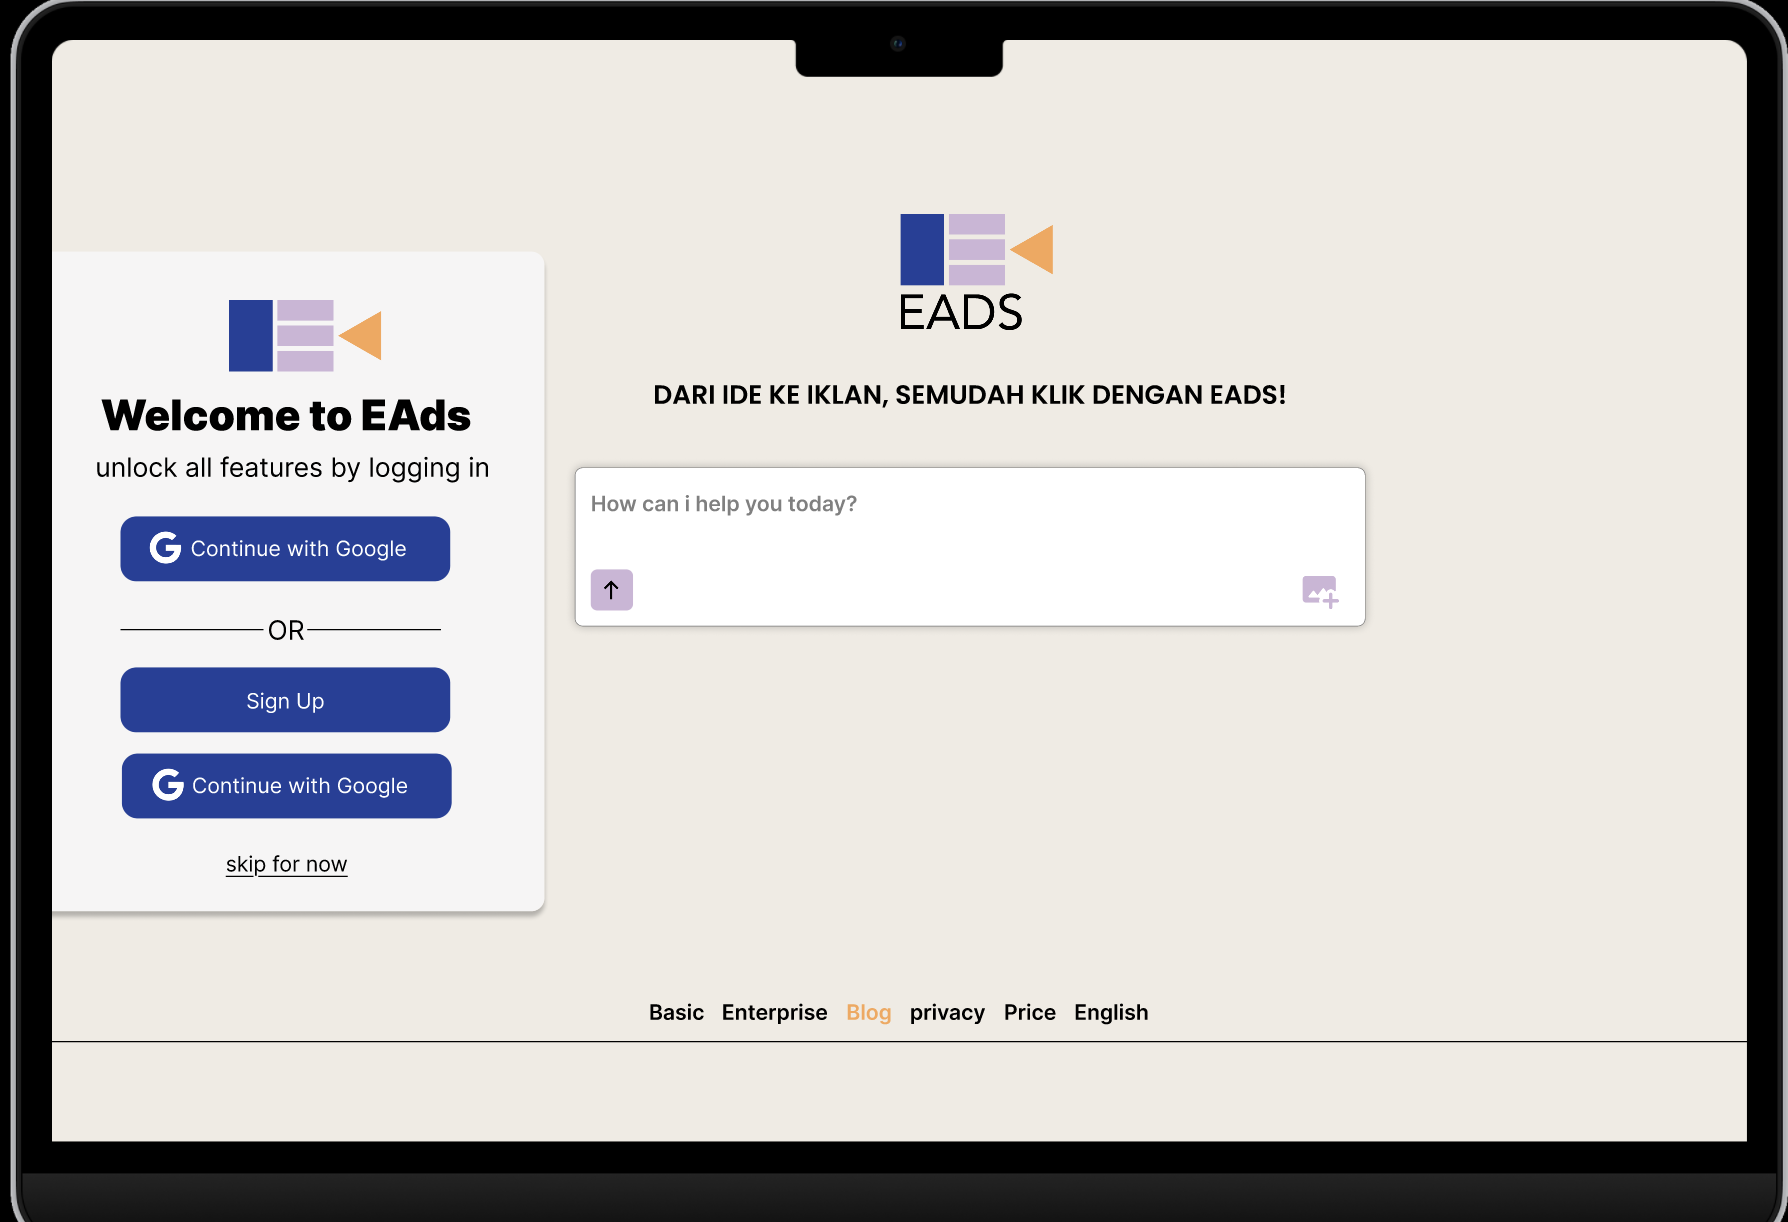 Welcome to EAds
unlock all features by logging in
Continue with Google
OR
Sign Up
Continue with Google
skip for now
EADS
DARI IDE KE IKLAN, SEMUDAH KLIK DENGAN EADS!
How can i help you today?
Basic Enterprise Blog privacy Price English